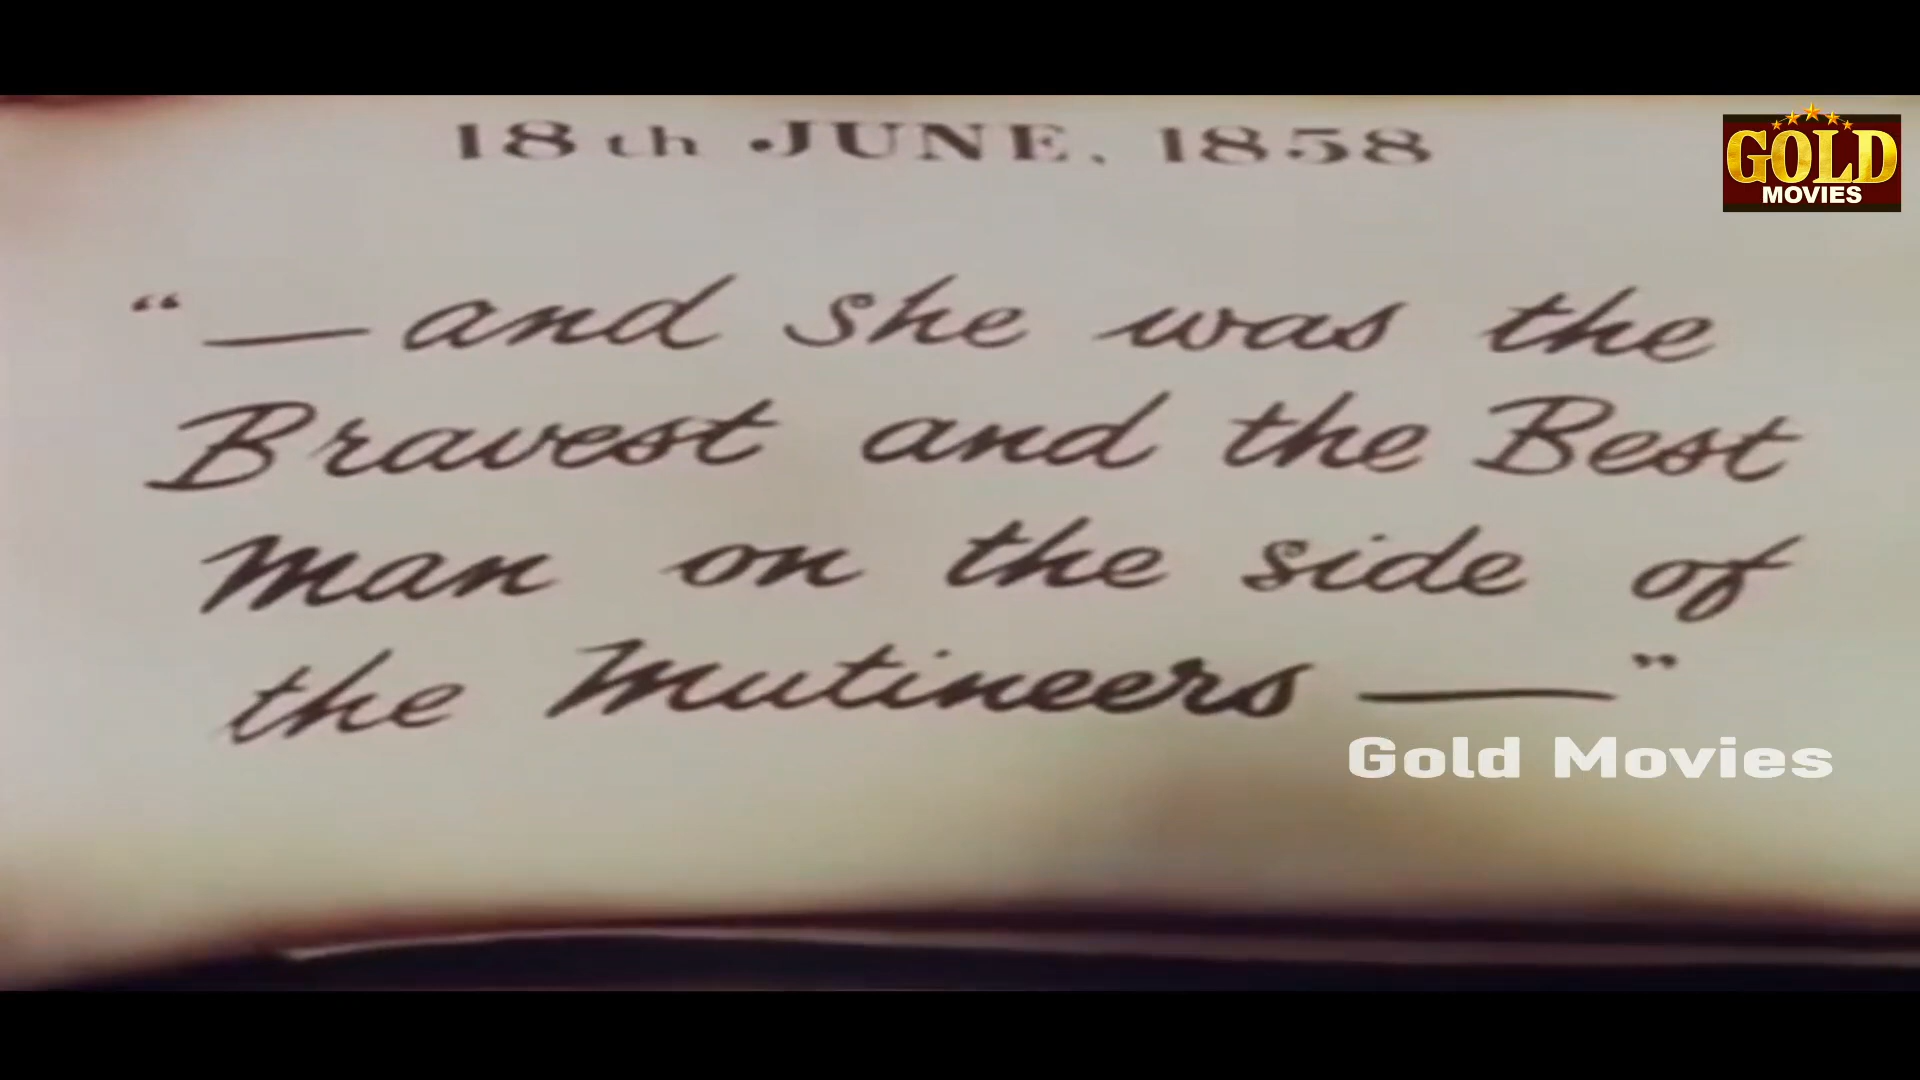 18th JUNE, 1858
GOLD
MOVIES
“—and she was the
Bravest and the Best
Man on the side of
the Mutineers—”
Gold Movies